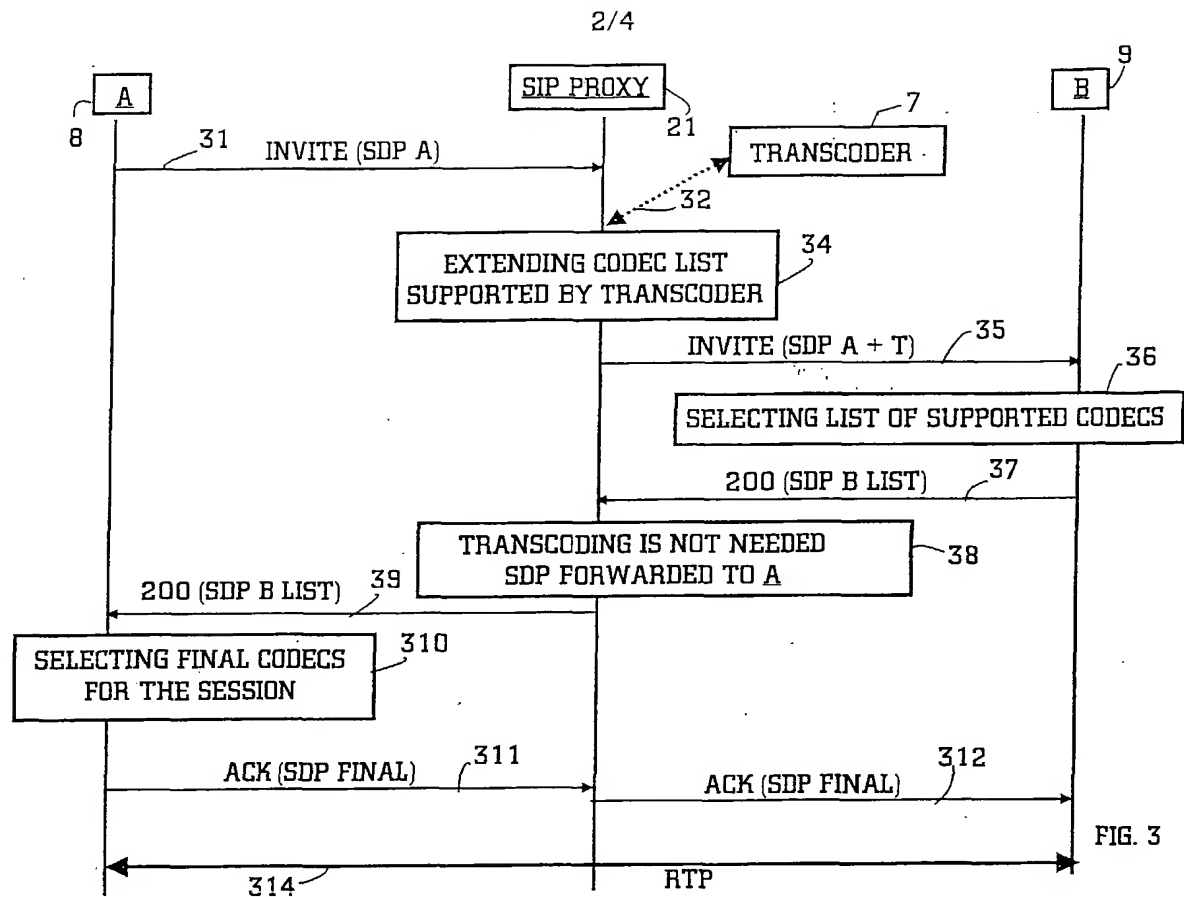 2/4
A
8
SIP PROXY
21
B
9
7
TRANSCODER
31
INVITE (SDP A)
32
EXTENDING CODEC LIST
SUPPORTED BY TRANSCODER
34
INVITE (SDP A + T)
35
36
SELECTING LIST OF SUPPORTED CODECS
200 (SDP B LIST)
37
TRANSCODING IS NOT NEEDED
SDP FORWARDED TO A
38
200 (SDP B LIST)
39
SELECTING FINAL CODECS
FOR THE SESSION
310
ACK (SDP FINAL)
311
ACK (SDP FINAL)
312
FIG. 3
314
RTP